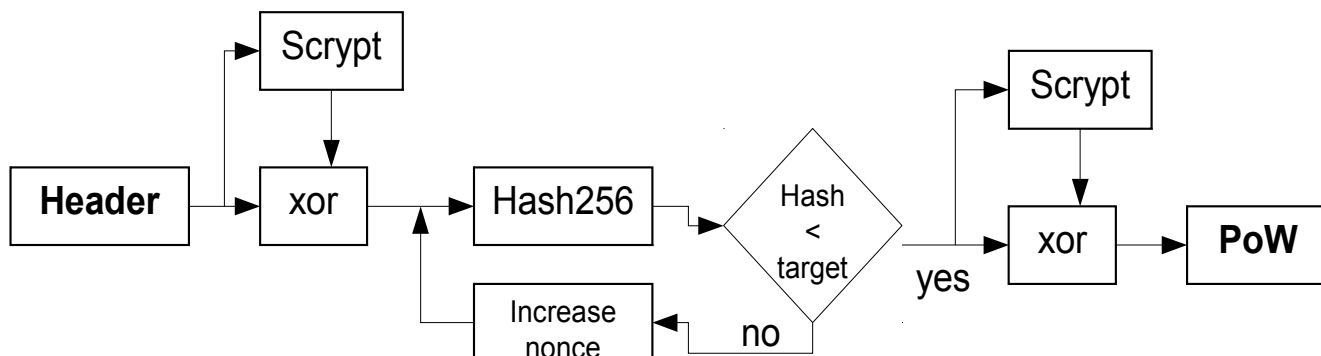 Scrypt
Scrypt
Header
xor
Hash256
Hash
<
target
xor
PoW
yes
Increase
nonce
no